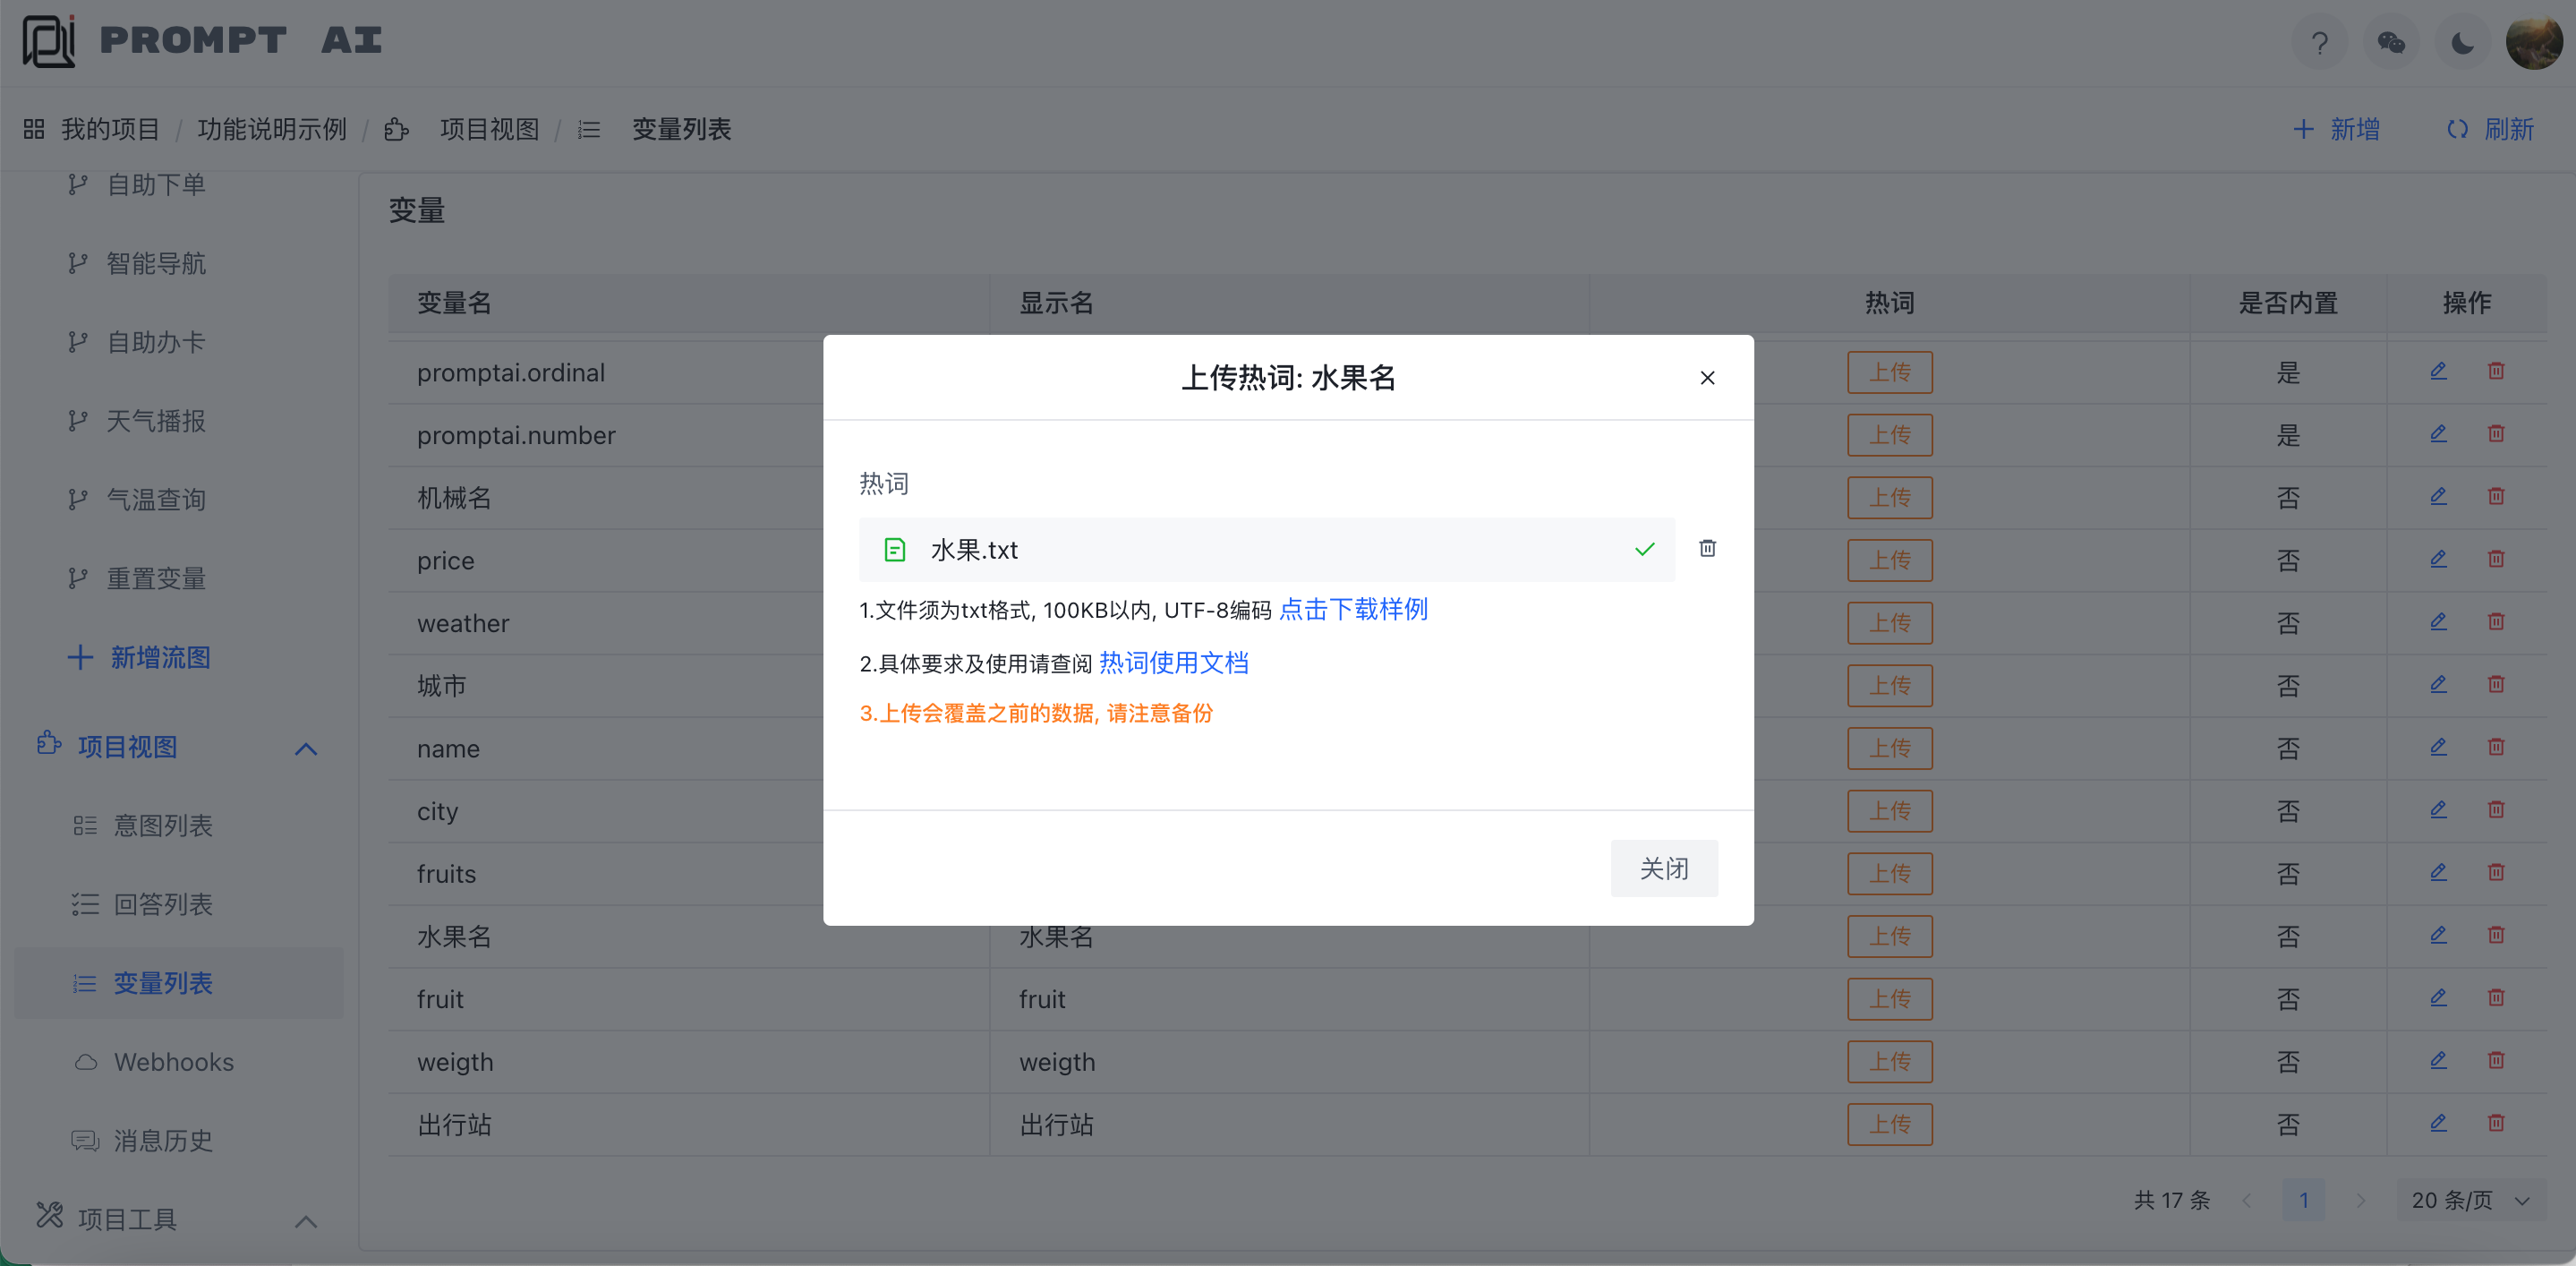 PROMPT AI
我的项目 / 功能说明示例 / 项目视图 / 变量列表
新增 刷新
自助下单
智能导航
自助办卡
天气播报
气温查询
重置变量
新增流图
项目视图
意图列表
回答列表
变量列表
Webhooks
消息历史
项目工具
变量
变量名 显示名 热词 是否内置 操作
promptai.ordinal 上传 是
promptai.number 上传 是
机械名 上传 否
price 上传 否
weather 上传 否
城市 上传 否
name 上传 否
city 上传 否
fruits 上传 否
水果名 水果名 上传 否
fruit fruit 上传 否
weigth weigth 上传 否
出行站 出行站 上传 否
共 17 条 1 20 条/页
上传热词: 水果名
热词
水果.txt
1.文件须为txt格式, 100KB以内, UTF-8编码 点击下载样例
2.具体要求及使用请查阅 热词使用文档
3.上传会覆盖之前的数据, 请注意备份
关闭